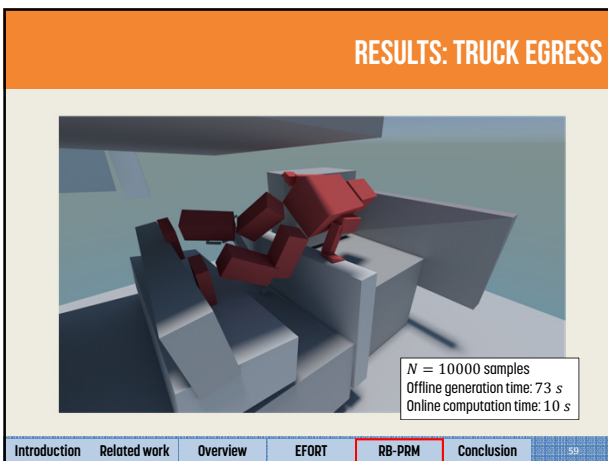 RESULTS: TRUCK EGRESS
N = 10000 samples
Offline generation time: 73 s
Online computation time: 10 s
Introduction Related work Overview EFORT RB-PRM Conclusion 59